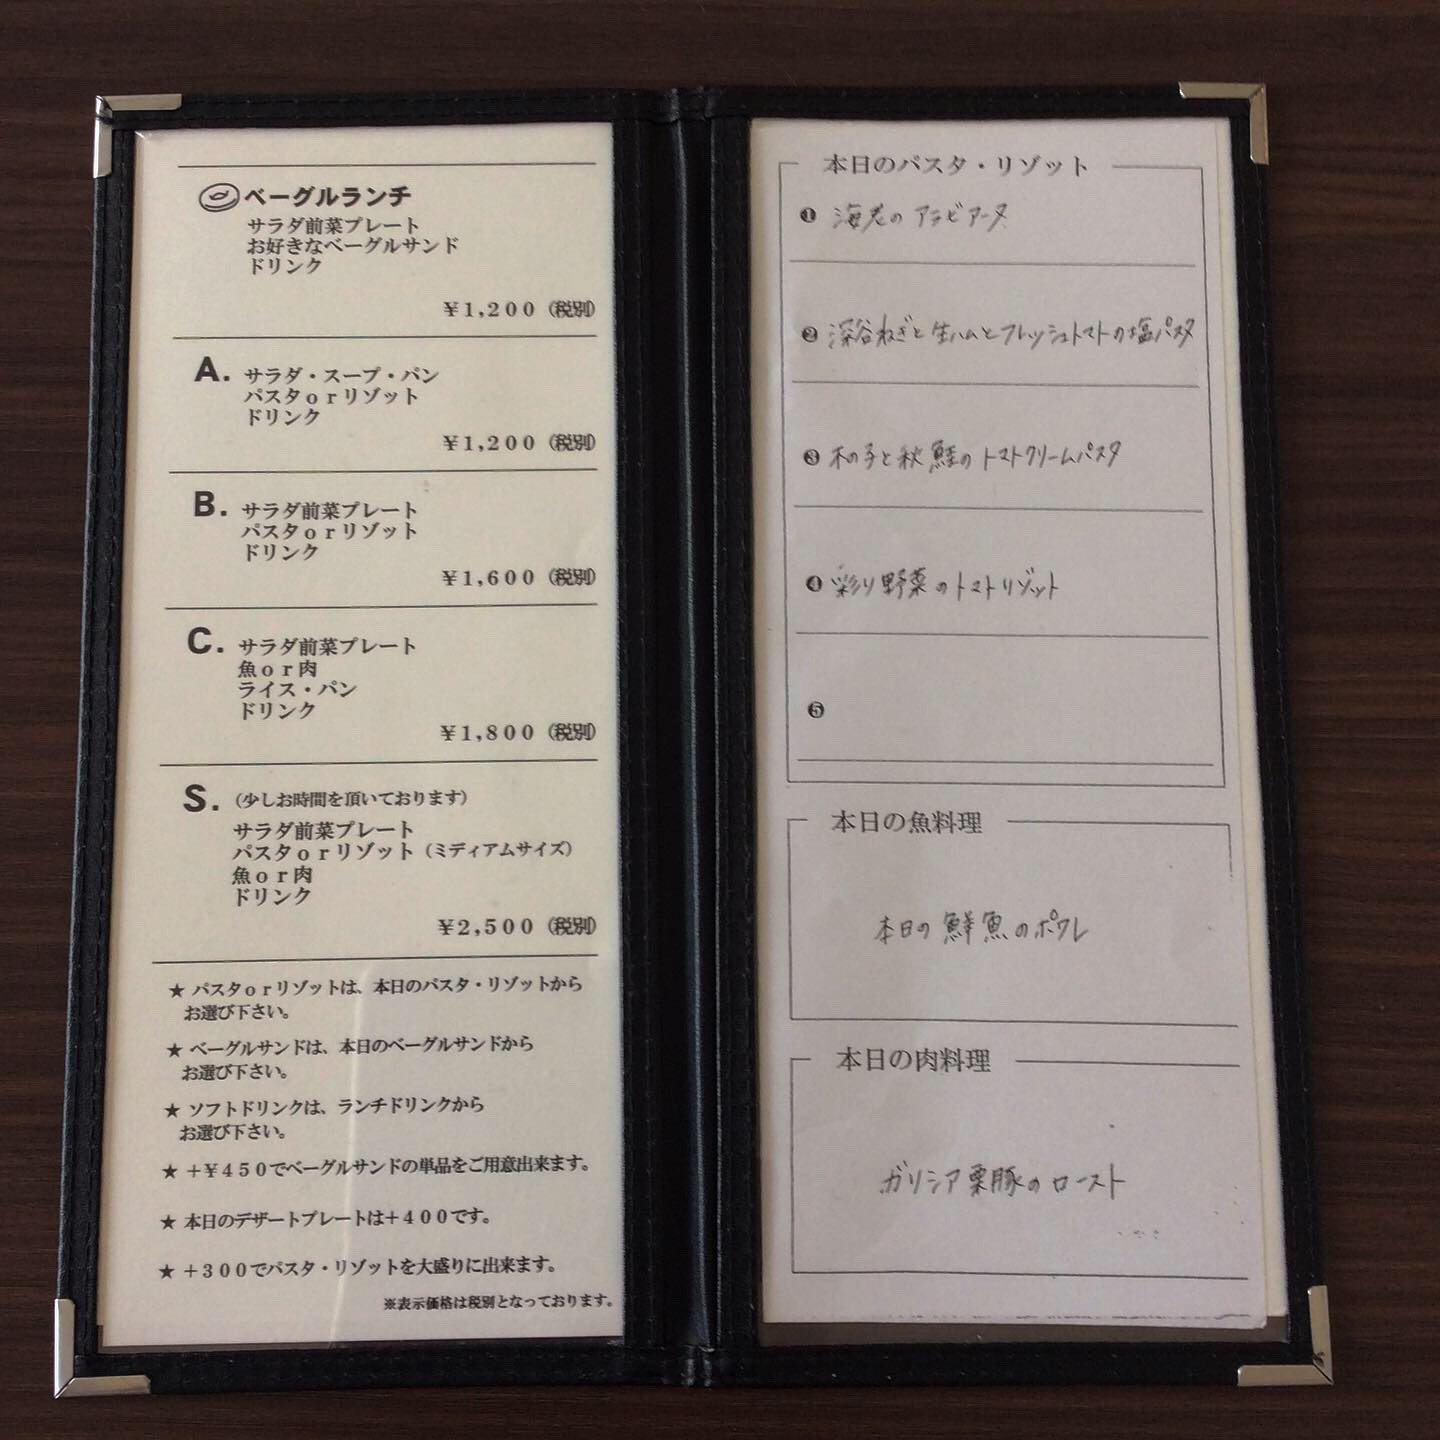 ベーグルランチ
サラダ前菜プレート
お好きなベーグルサンド
ドリンク
¥1,200（税別）
A. サラダ・スープ・パン
パスタorリゾット
ドリンク
¥1,200（税別）
B. サラダ前菜プレート
パスタorリゾット
ドリンク
¥1,600（税別）
C. サラダ前菜プレート
魚or肉
ライス・パン
ドリンク
¥1,800（税別）
S.（少しお時間を頂いております）
サラダ前菜プレート
パスタorリゾット（ミディアムサイズ）
魚or肉
ドリンク
¥2,500（税別）
★ パスタorリゾットは、本日のパスタ・リゾットから
お選び下さい。
★ ベーグルサンドは、本日のベーグルサンドから
お選び下さい。
★ ソフトドリンクは、ランチドリンクから
お選び下さい。
★ +¥450でベーグルサンドの単品をご用意出来ます。
★ 本日のデザートプレートは+400です。
★ +300でパスタ・リゾットを大盛りに出来ます。
※表示価格は税別となっております。
本日のパスタ・リゾット
❶ 海老のアラビアータ
❷ 深谷ねぎと生ハムとフレッシュトマトの塩パスタ
❸ 木の子と秋鮭のトマトクリームパスタ
❹ 彩り野菜のトマトリゾット
❺
本日の魚料理
本日の鮮魚のポワレ
本日の肉料理
ガリシア栗豚のロースト